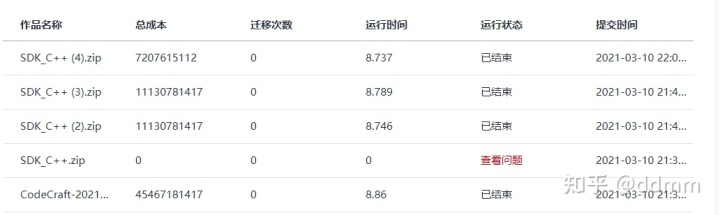 作品名称 总成本 迁移次数 运行时间 运行状态 提交时间
SDK_C++ (4).zip 7207615112 0 8.737 已结束 2021-03-10 22:0...
SDK_C++ (3).zip 11130781417 0 8.789 已结束 2021-03-10 21:4...
SDK_C++ (2).zip 11130781417 0 8.746 已结束 2021-03-10 21:4...
SDK_C++.zip 0 0 0 查看问题 2021-03-10 21:3...
CodeCraft-2021... 45467181417 0 8.86 已结束 2021-03-10 21:3...
知乎 @ddmm